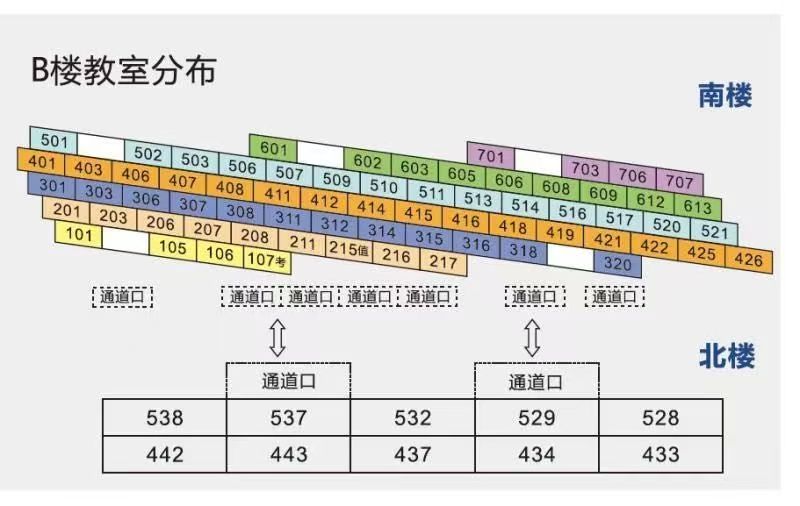 B楼教室分布
南楼
701 703 706 707
601 602 603 605 606 608 609 612 613
501 502 503 506 507 509 510 511 513 514 516 517 520 521
401 403 406 407 408 411 412 414 415 416 418 419 421 422 425 426
301 303 306 307 308 311 312 314 315 316 318 320
201 203 206 207 208 211 215值 216 217
101 105 106 107考
通道口 通道口 通道口 通道口 通道口 通道口 通道口
北楼
通道口 通道口
538 537 532 529 528
442 443 437 434 433